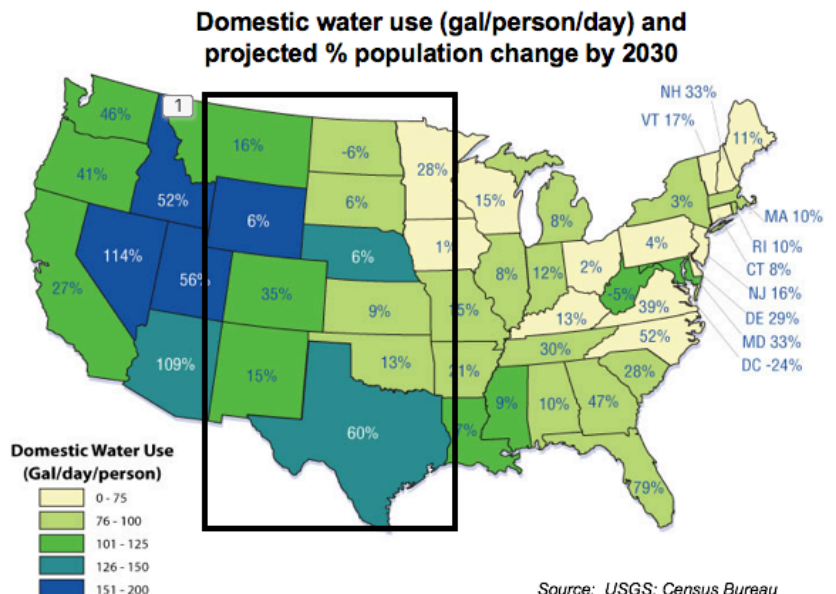 Domestic water use (gal/person/day) and
projected % population change by 2030
NH 33%
VT 17%
1
46%
16%
-6%
28%
11%
41%
52%
6%
6%
15%
8%
3%
MA 10%
RI 10%
CT 8%
NJ 16%
DE 29%
MD 33%
DC -24%
114%
56%
6%
1%
4%
27%
35%
9%
15%
8%
12%
2%
-5%
39%
13%
52%
109%
15%
13%
21%
30%
28%
60%
7%
9%
10%
47%
79%
Domestic Water Use
(Gal/day/person)
0 - 75
76 - 100
101 - 125
126 - 150
151 - 200
Source: USGS; Census Bureau